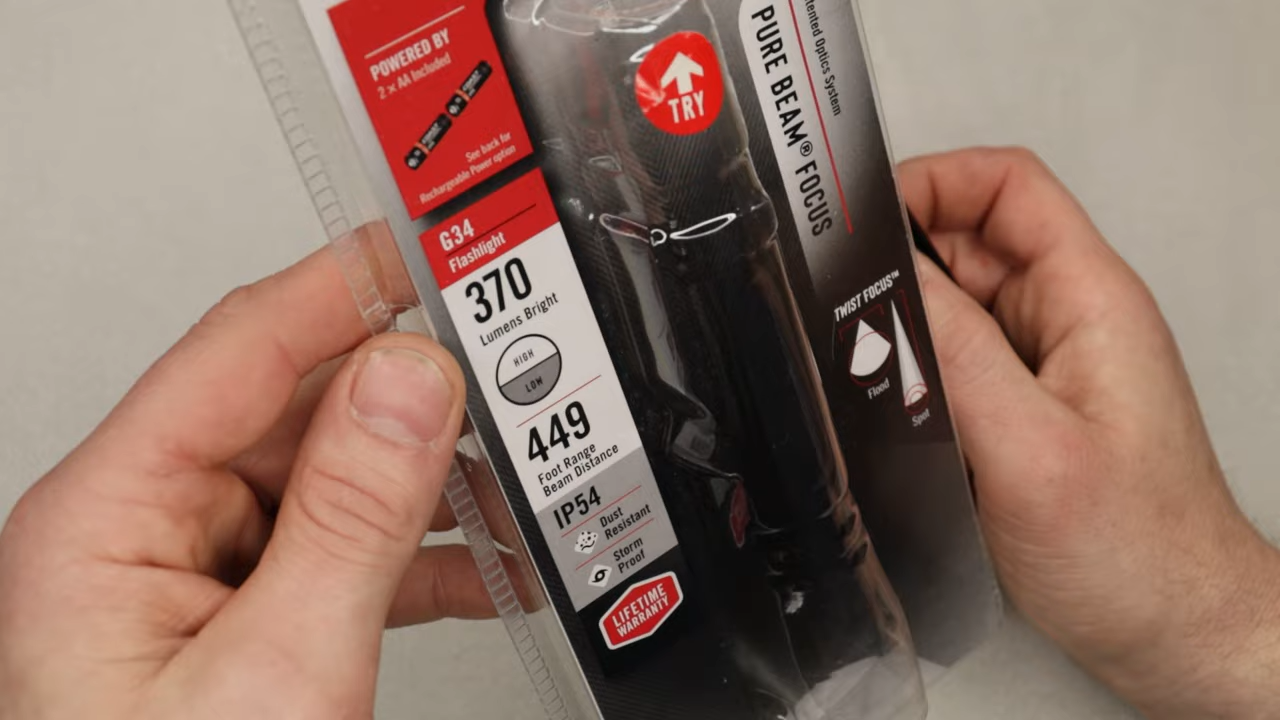 POWERED BY
2 x AA Included
See back for
Rechargeable Power option
G34
Flashlight
370
Lumens Bright
HIGH
LOW
449
Foot Range
Beam Distance
IP54
Dust
Resistant
Storm
Proof
LIFETIME
WARRANTY
TRY
Optics System
PURE BEAM® FOCUS
TWIST FOCUS™
Flood
Spot